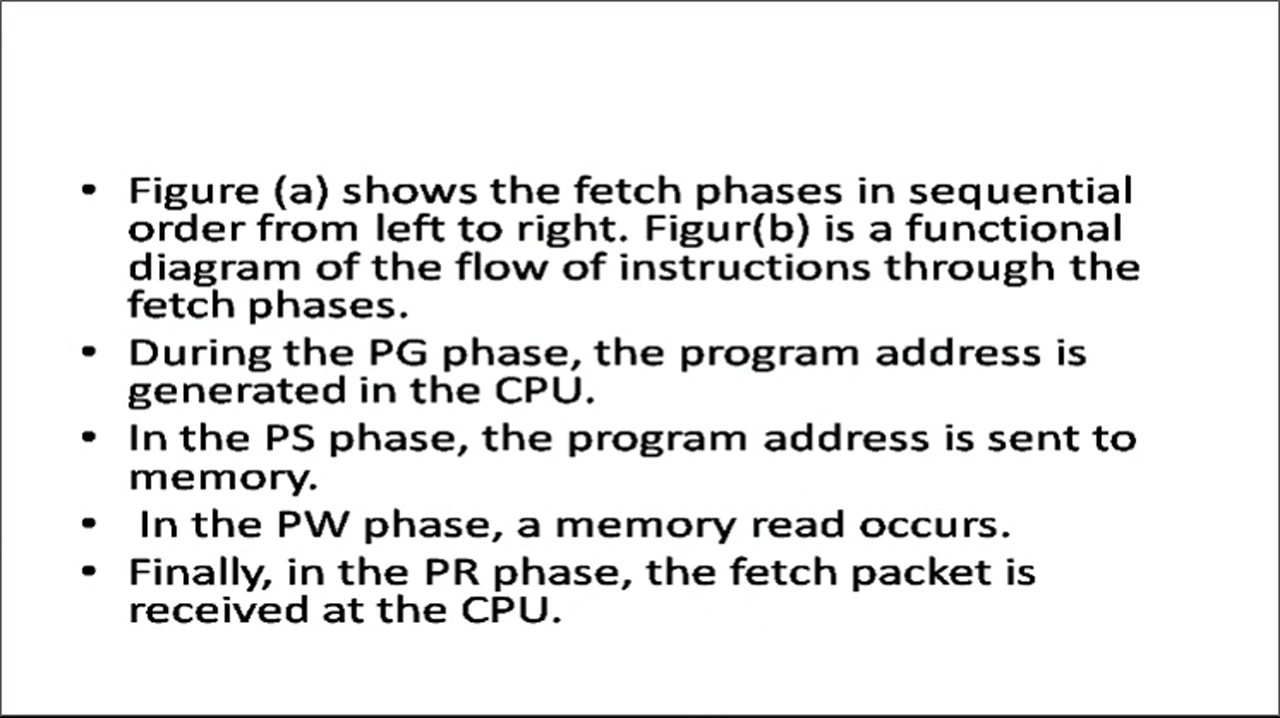 • Figure (a) shows the fetch phases in sequential
order from left to right. Figur(b) is a functional
diagram of the flow of instructions through the
fetch phases.
• During the PG phase, the program address is
generated in the CPU.
• In the PS phase, the program address is sent to
memory.
• In the PW phase, a memory read occurs.
• Finally, in the PR phase, the fetch packet is
received at the CPU.